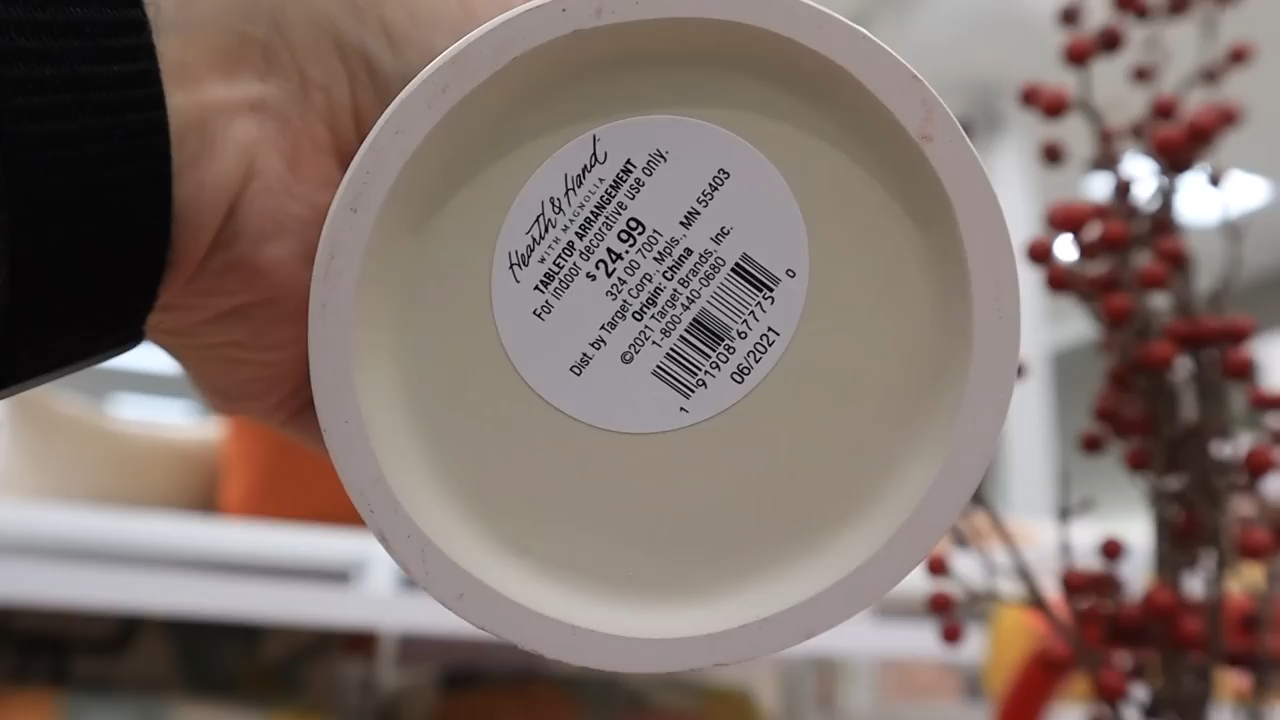 Hearth & Hand
WITH MAGNOLIA
TABLETOP ARRANGEMENT
For indoor decorative use only.
$24.99
324 00 7001
Dist. by Target Corp., Mpls., MN 55403
Origin: China
©2021 Target Brands, Inc.
1-800-440-0680
1 91908 67775 0
06/2021